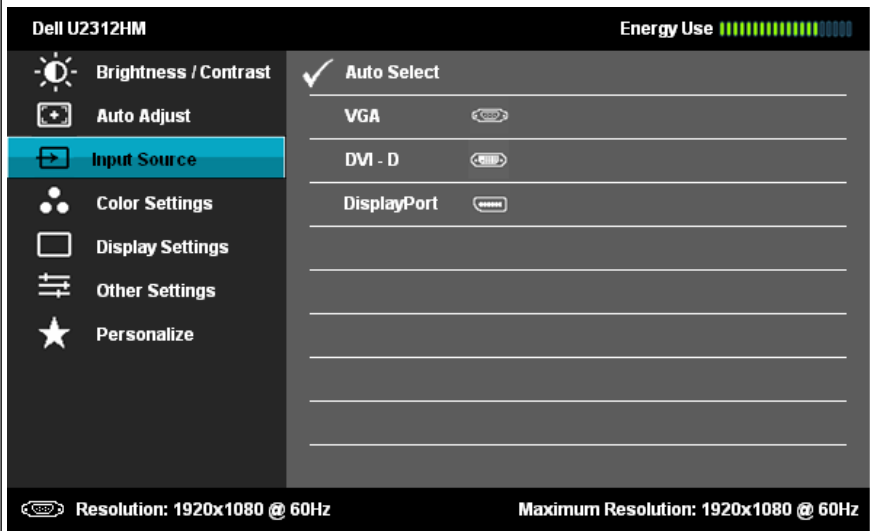 Dell U2312HM Energy Use
Brightness / Contrast Auto Select
Auto Adjust VGA
Input Source DVI - D
Color Settings DisplayPort
Display Settings
Other Settings
Personalize
Resolution: 1920x1080 @ 60Hz Maximum Resolution: 1920x1080 @ 60Hz